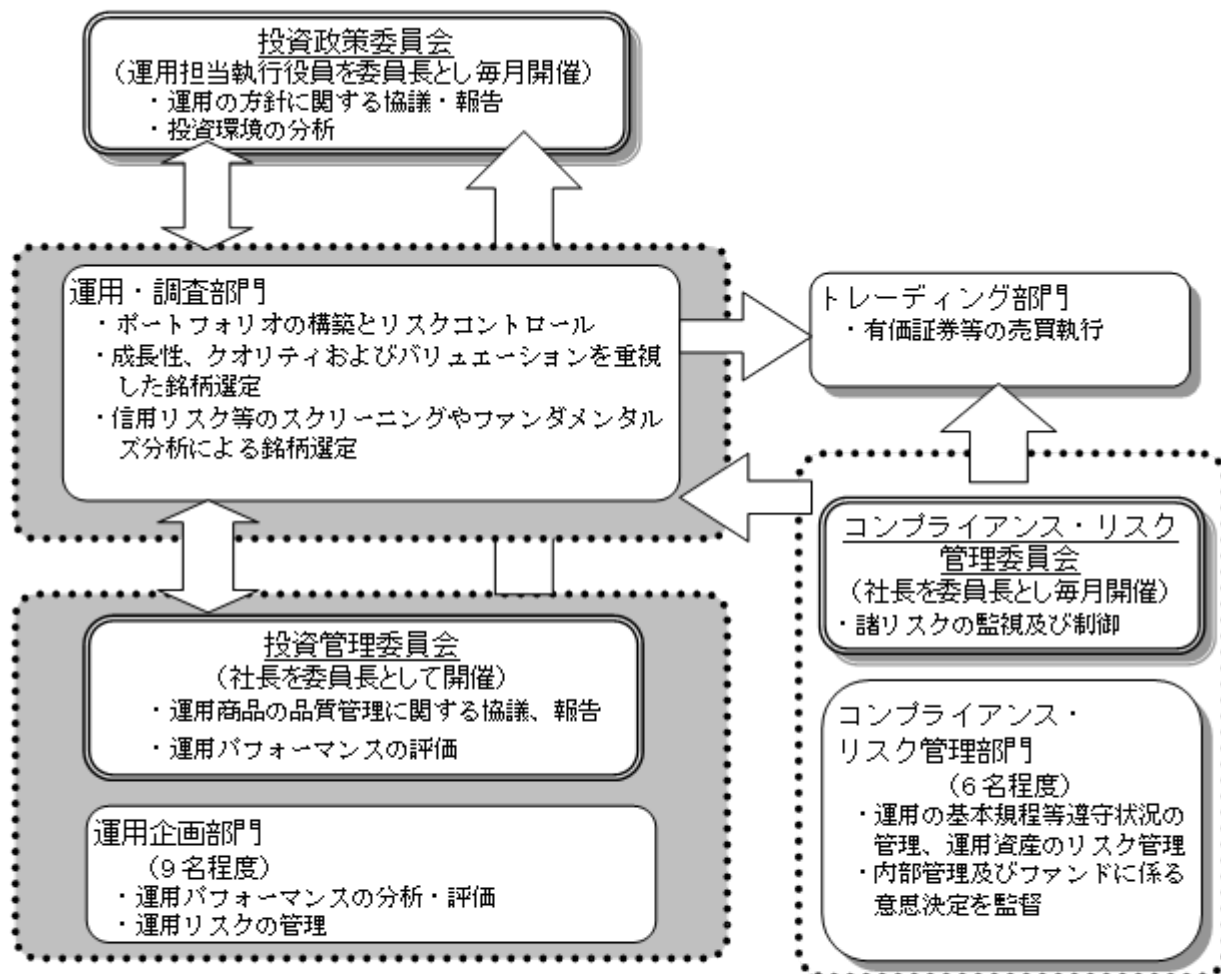 投資政策委員会
(運用担当執行役員を委員長とし毎月開催)
・運用の方針に関する協議・報告
・投資環境の分析
運用・調査部門
・ポートフォリオの構築とリスクコントロール
・成長性、クオリティおよびバリュエーションを重視
した銘柄選定
・信用リスク等のスクリーニングやファンダメンタル
ズ分析による銘柄選定
トレーディング部門
・有価証券等の売買執行
コンプライアンス・リスク
管理委員会
(社長を委員長とし毎月開催)
・諸リスクの監視及び制御
投資管理委員会
(社長を委員長として開催)
・運用商品の品質管理に関する協議、報告
・運用パフォーマンスの評価
運用企画部門
(9名程度)
・運用パフォーマンスの分析・評価
・運用リスクの管理
コンプライアンス・
リスク管理部門
(6名程度)
・運用の基本規程等遵守状況の
管理、運用資産のリスク管理
・内部管理及びファンドに係る
意思決定を監督